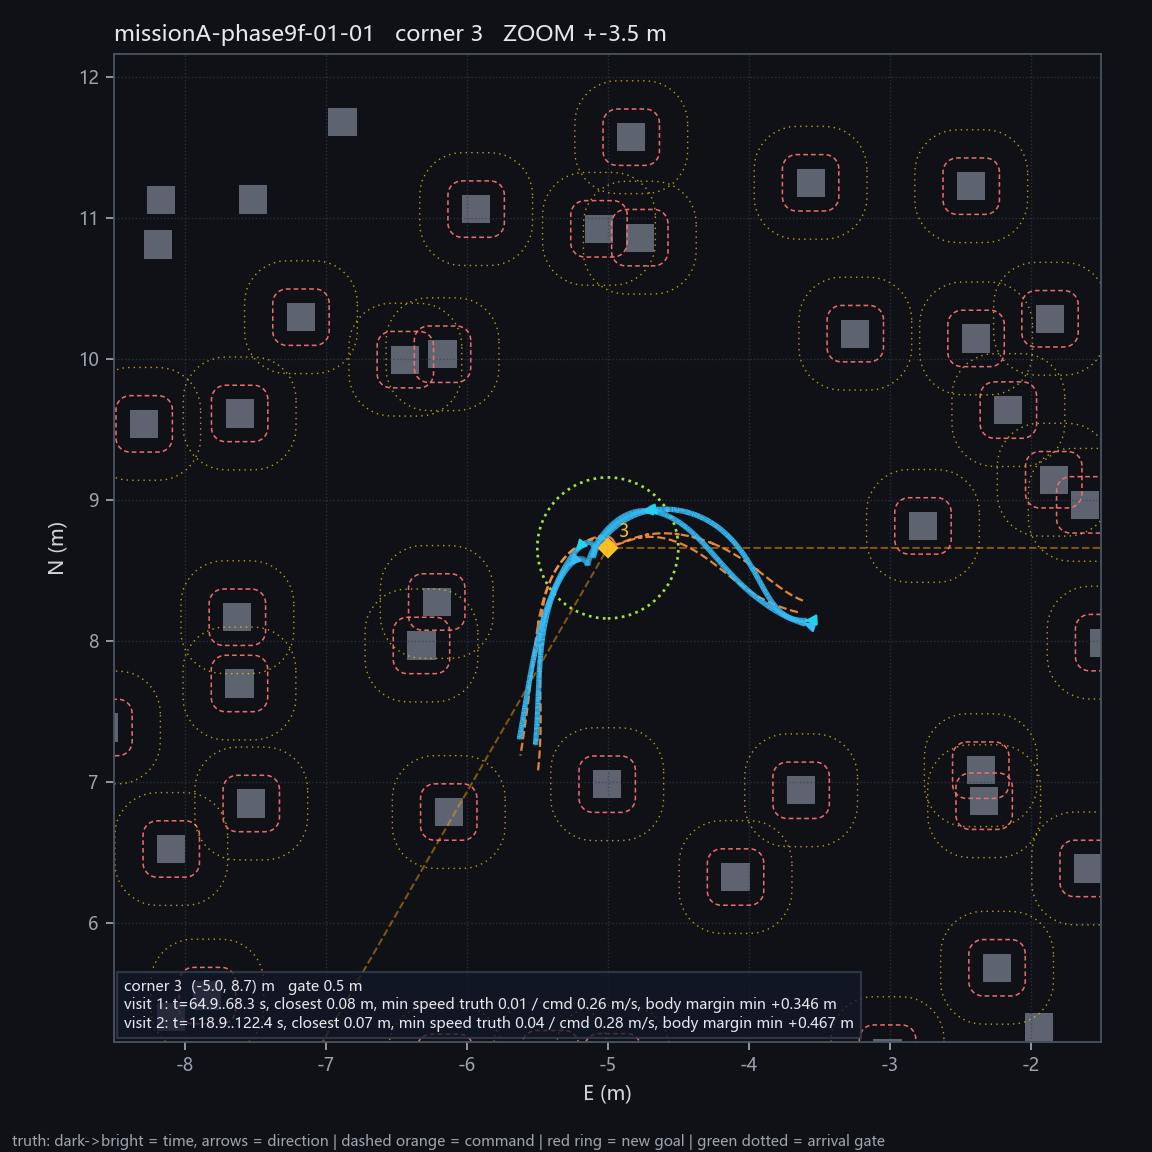 missionA-phase9f-01-01   corner 3   ZOOM +-3.5 m
12
11
10
9
8
7
6
N (m)
3
corner 3  (-5.0, 8.7) m   gate 0.5 m
visit 1: t=64.9..68.3 s, closest 0.08 m, min speed truth 0.01 / cmd 0.26 m/s, body margin min +0.346 m
visit 2: t=118.9..122.4 s, closest 0.07 m, min speed truth 0.04 / cmd 0.28 m/s, body margin min +0.467 m
-8 -7 -6 -5 -4 -3 -2
E (m)
truth: dark->bright = time, arrows = direction | dashed orange = command | red ring = new goal | green dotted = arrival gate